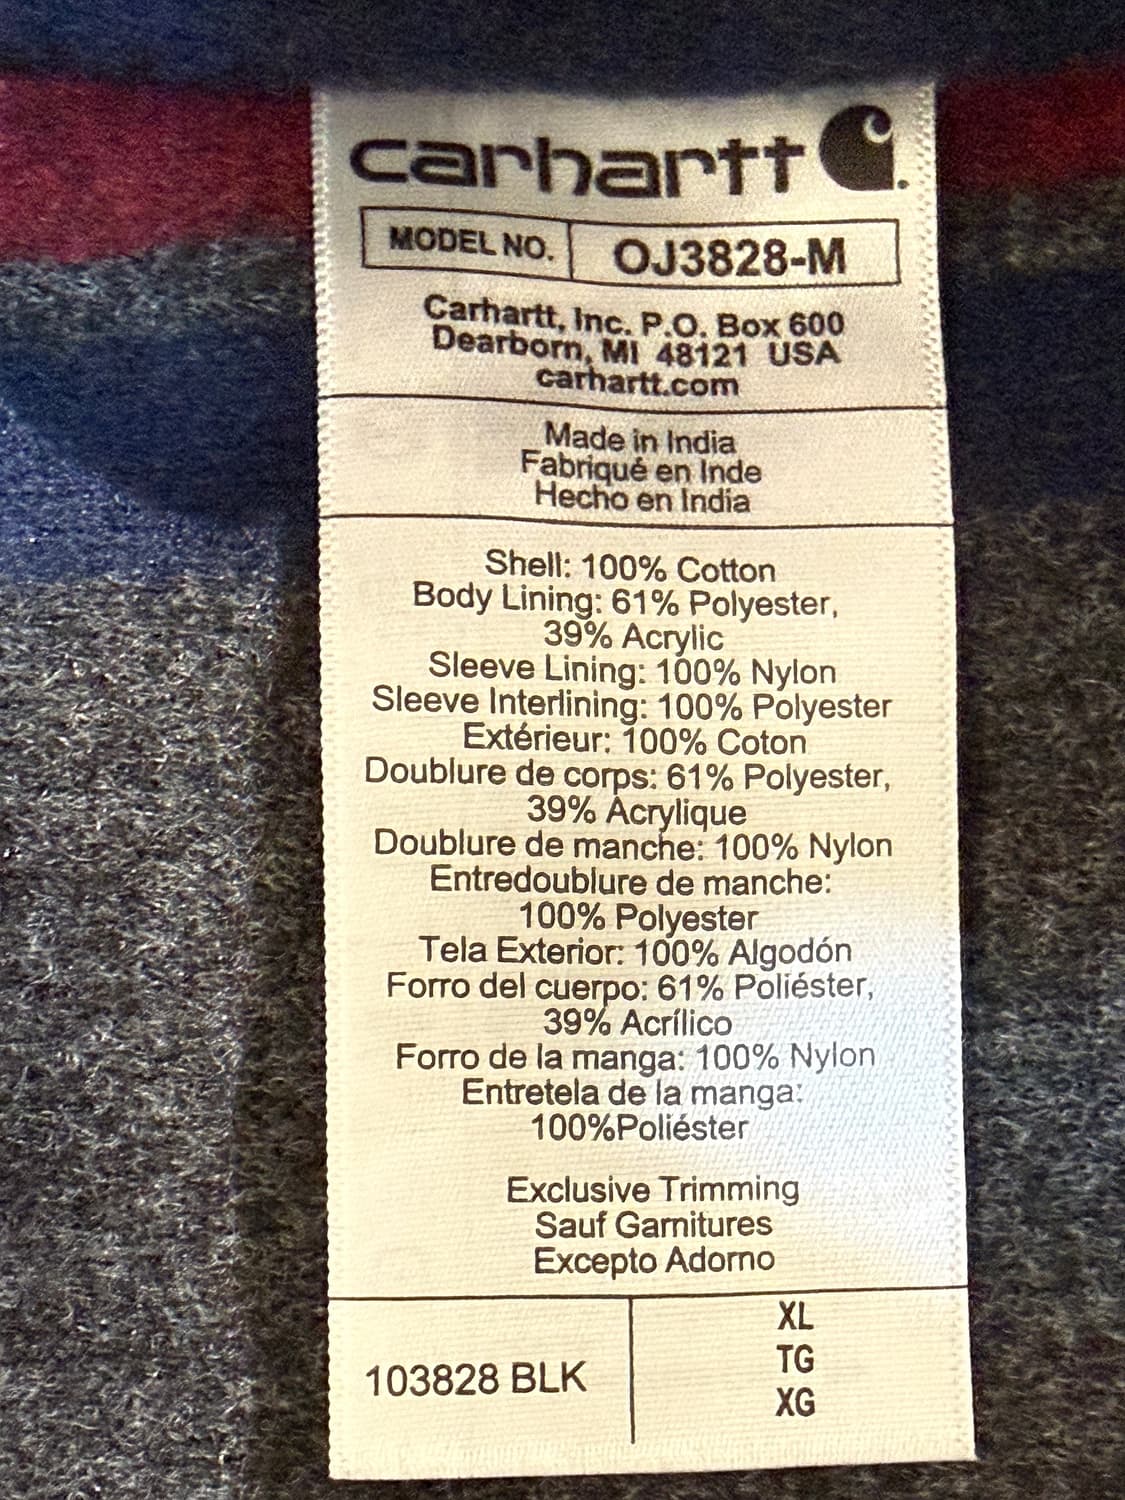 carhartt
MODEL NO. OJ3828-M
Carhartt, Inc. P.O. Box 600
Dearborn, MI 48121 USA
carhartt.com
Made in India
Fabriqué en Inde
Hecho en India
Shell: 100% Cotton
Body Lining: 61% Polyester,
39% Acrylic
Sleeve Lining: 100% Nylon
Sleeve Interlining: 100% Polyester
Extérieur: 100% Coton
Doublure de corps: 61% Polyester,
39% Acrylique
Doublure de manche: 100% Nylon
Entredoublure de manche:
100% Polyester
Tela Exterior: 100% Algodón
Forro del cuerpo: 61% Poliéster,
39% Acrílico
Forro de la manga: 100% Nylon
Entretela de la manga:
100%Poliéster
Exclusive Trimming
Sauf Garnitures
Excepto Adorno
103828 BLK
XL
TG
XG